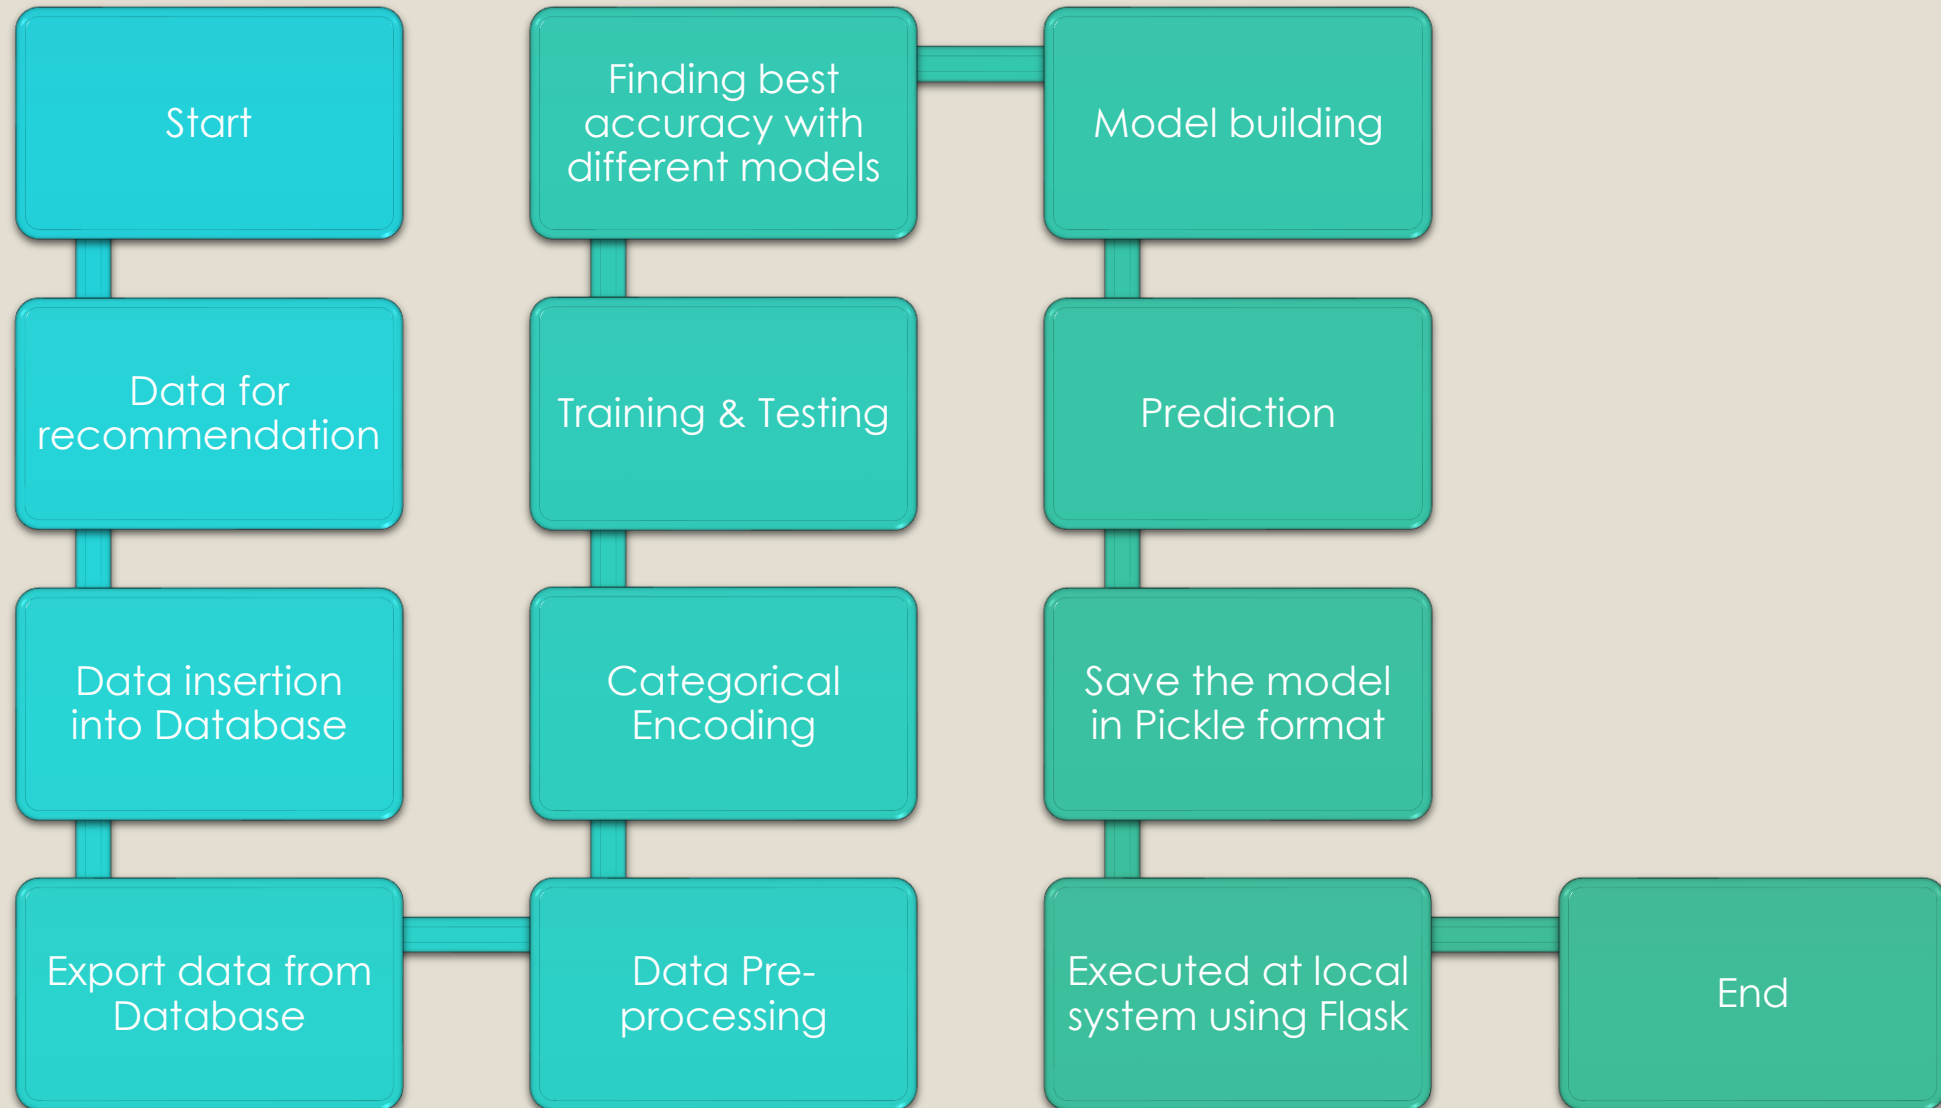 Start
Data for
recommendation
Data insertion
into Database
Export data from
Database
Data Pre-
processing
Categorical
Encoding
Training & Testing
Finding best
accuracy with
different models
Model building
Prediction
Save the model
in Pickle format
Executed at local
system using Flask
End